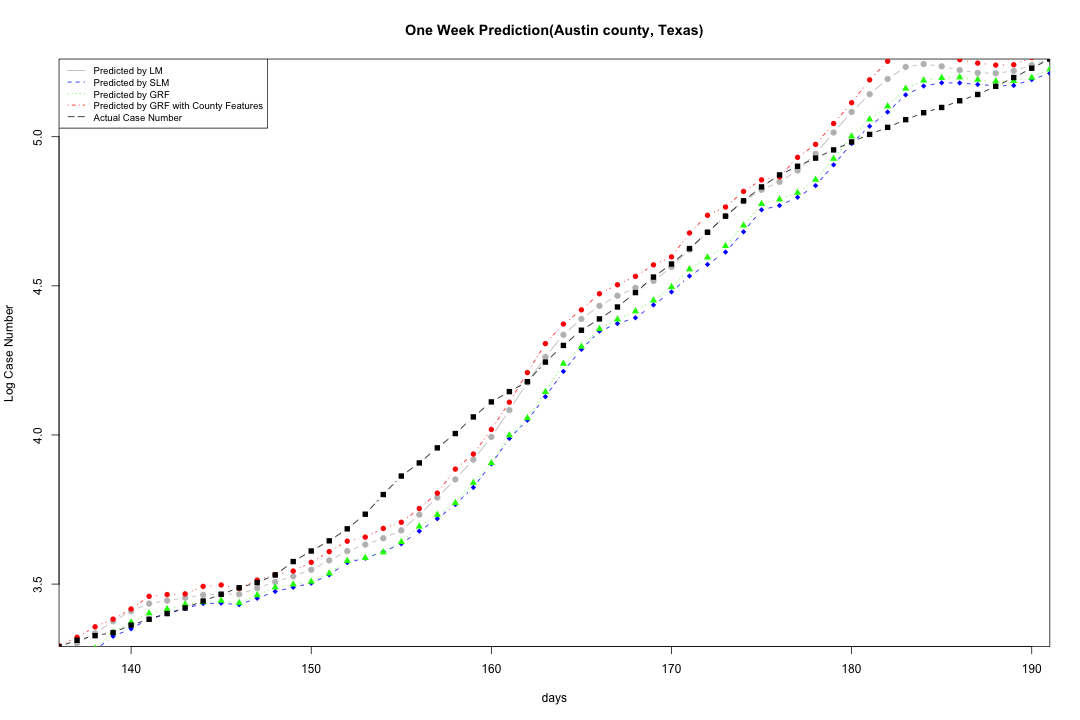 One Week Prediction(Austin county, Texas)
Predicted by LM
Predicted by SLM
Predicted by GRF
Predicted by GRF with County Features
Actual Case Number
5.0
4.5
4.0
3.5
Log Case Number
140 150 160 170 180 190
days